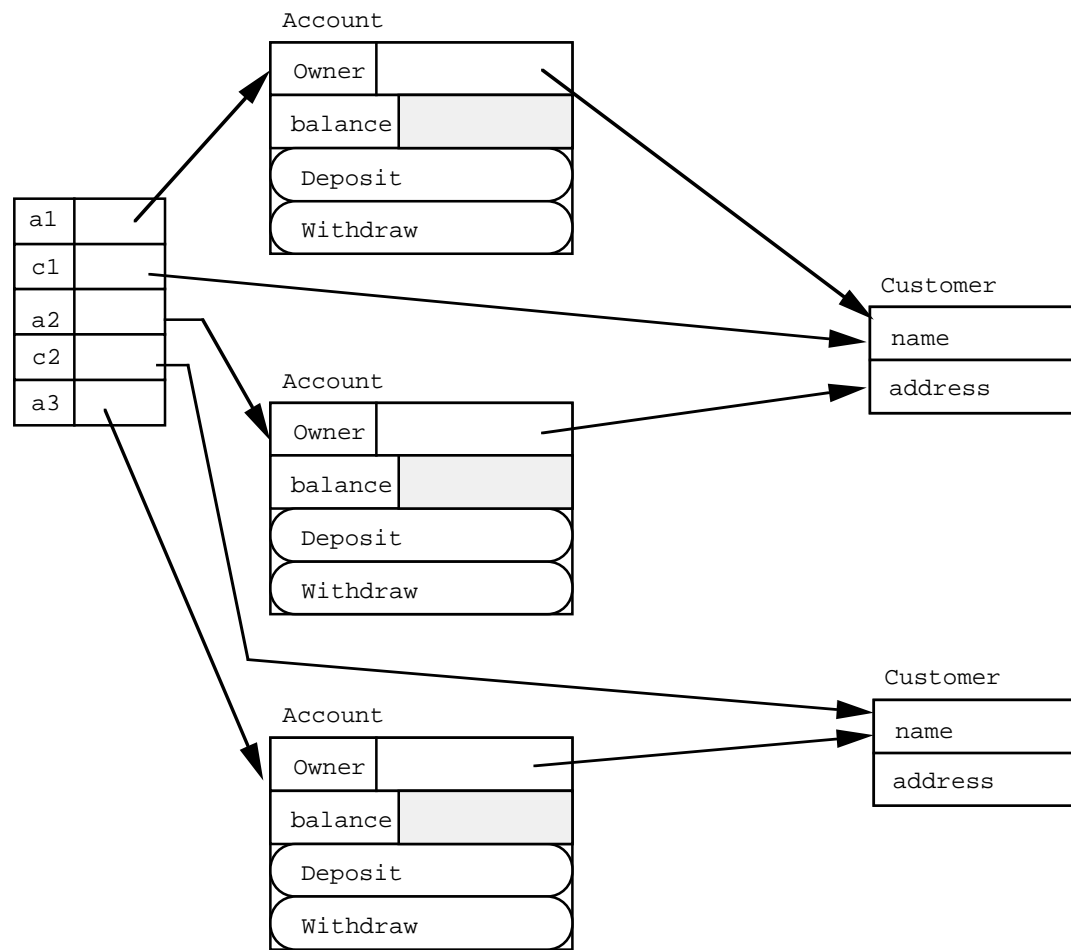 Account
Owner
balance
Deposit
Withdraw
a1
c1
a2
c2
a3
Customer
name
address
Account
Owner
balance
Deposit
Withdraw
Customer
name
address
Account
Owner
balance
Deposit
Withdraw